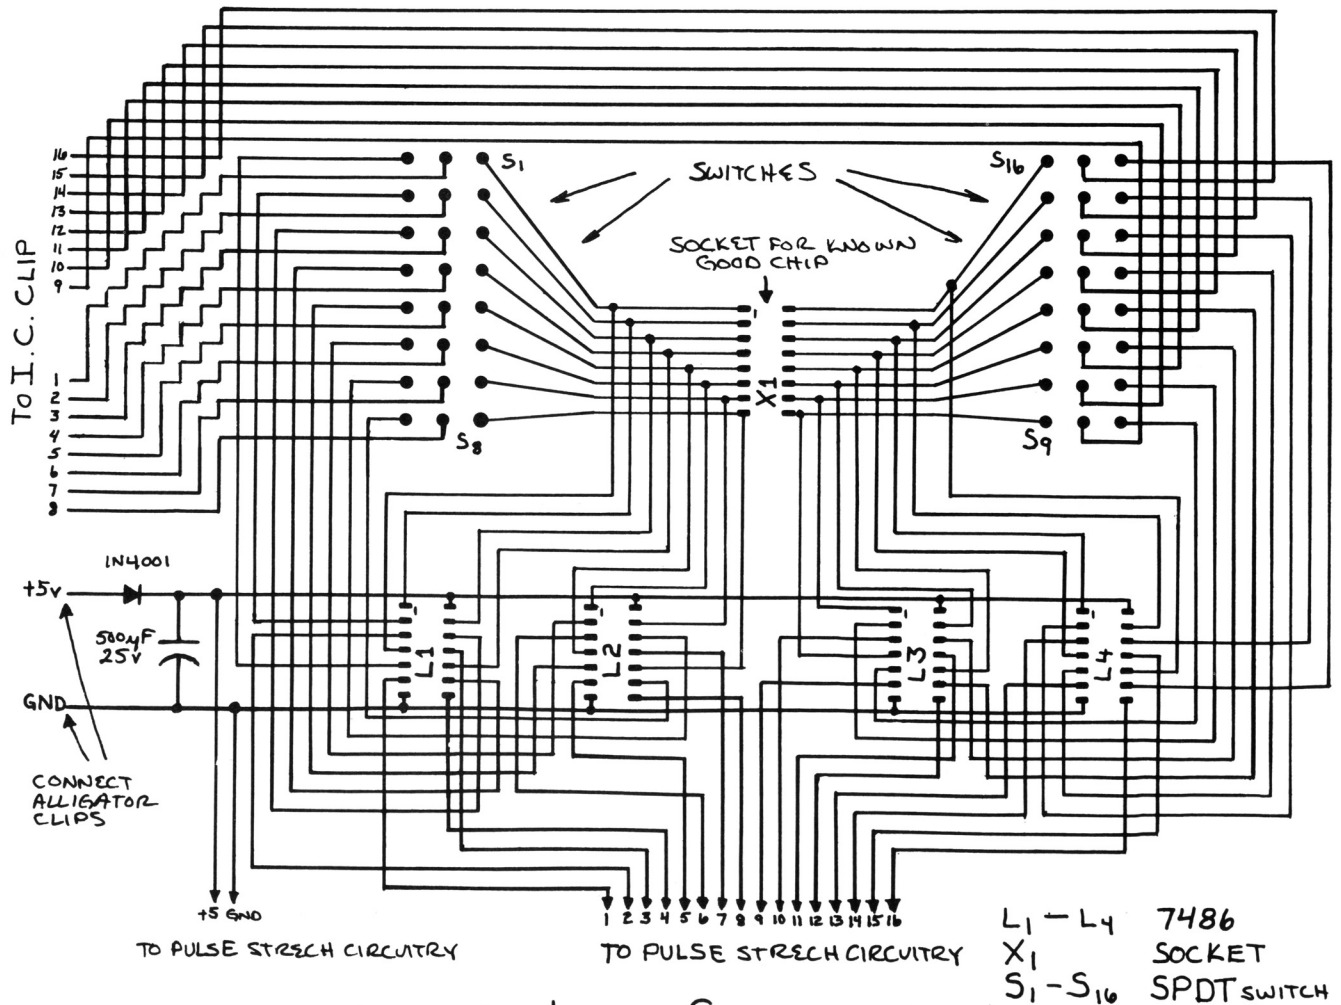 16
15
14
13
12
11
10
9
TO I.C. CLIP
1
2
3
4
5
6
7
8
S1
SWITCHES
S16
SOCKET FOR KNOWN
GOOD CHIP
X1
S8
S9
1N4001
+5V
500µF
25V
GND
L1
L2
L3
L4
CONNECT
ALLIGATOR
CLIPS
+5 GND
TO PULSE STRECH CIRCUITRY
1 2 3 4 5 6 7 8 9 10 11 12 13 14 15 16
TO PULSE STRECH CIRCUITRY
L1 - L4 7486
X1 SOCKET
S1 - S16 SPDT SWITCH